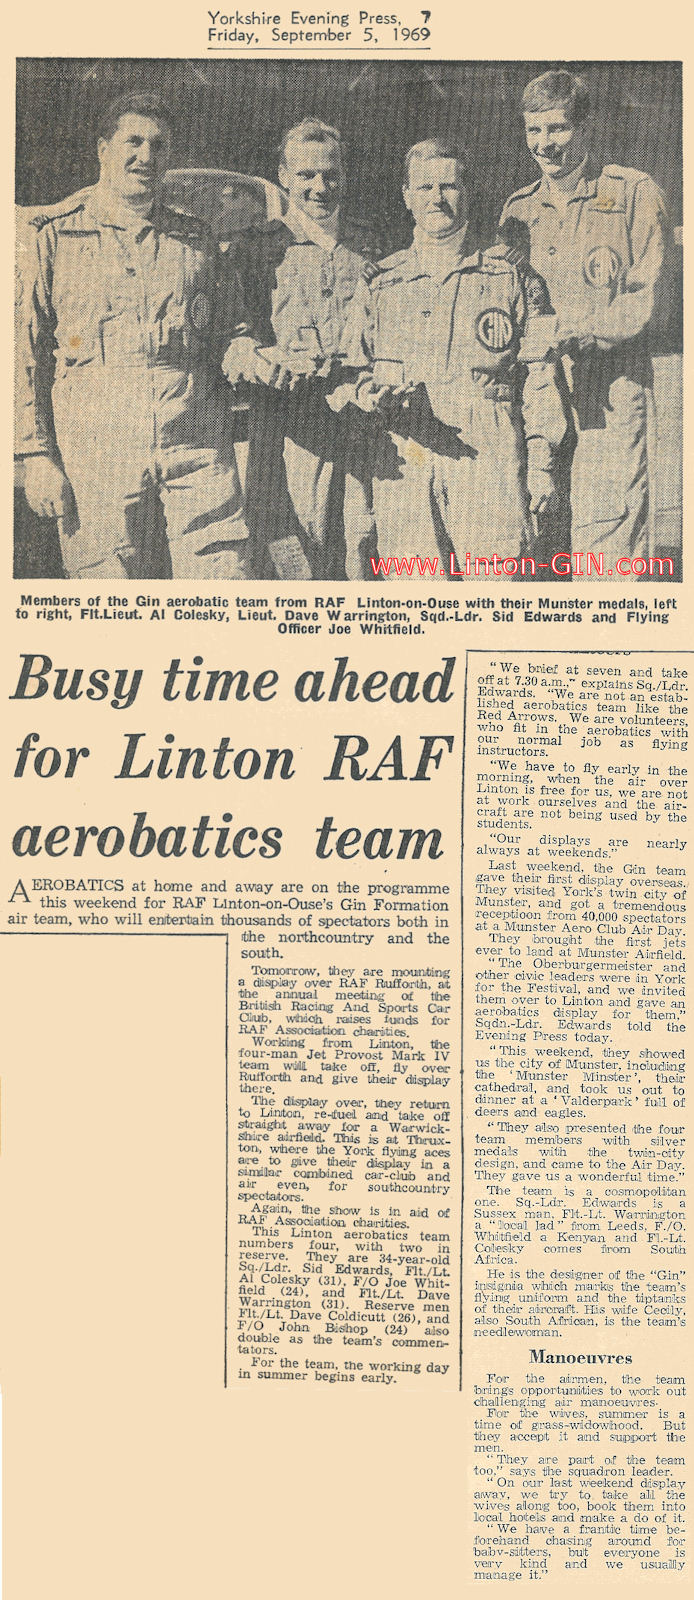 Yorkshire Evening Press, 7
Friday, September 5, 1969
GIN
GIN
www.Linton-GIN.com
Members of the Gin aerobatic team from RAF Linton-on-Ouse with their Munster medals, left
to right, Flt.Lieut. Al Colesky, Lieut. Dave Warrington, Sqd.-Ldr. Sid Edwards and Flying
Officer Joe Whitfield.
Busy time ahead
for Linton RAF
aerobatics team
AEROBATICS at home and away are on the programme
this weekend for RAF Linton-on-Ouse's Gin Formation
air team, who will entertain thousands of spectators both in
the northcountry and the
south.
Tomorrow, they are mounting
a display over RAF Rufforth, at
the annual meeting of the
British Racing And Sports Car
Club, which raises funds for
RAF Association charities.
Working from Linton, the
four-man Jet Provost Mark IV
team will take off, fly over
Rufforth and give their display
there.
The display over, they return
to Linton, re-fuel and take off
straight away for a Warwick-
shire airfield. This is at Thrux-
ton, where the York flying aces
are to give their display in a
similar combined car-club and
air even, for southcountry
spectators.
Again, the show is in aid of
RAF Association charities.
This Linton aerobatics team
numbers four, with two in
reserve. They are 34-year-old
Sq./Ldr. Sid Edwards, Flt./Lt.
Al Colesky (31), F/O Joe Whit-
field (24), and Flt./Lt. Dave
Warrington (31). Reserve men
Flt./Lt. Dave Coldicutt (26), and
F/O John Bishop (24) also
double as the team's commen-
tators.
For the team, the working day
in summer begins early.
"We brief at seven and take
off at 7.30 a.m.," explains Sq./Ldr.
Edwards. "We are not an estab-
lished aerobatics team like the
Red Arrows. We are volunteers,
who fit in the aerobatics with
our normal job as flying
instructors.
"We have to fly early in the
morning, when the air over
Linton is free for us, we are not
at work ourselves and the air-
craft are not being used by the
students.
"Our displays are nearly
always at weekends."
Last weekend, the Gin team
gave their first display overseas.
They visited York's twin city of
Munster, and got a tremendous
receptioon from 40,000 spectators
at a Munster Aero Club Air Day.
They brought the first jets
ever to land at Munster Airfield.
"The Oberburgermeister and
other civic leaders were in York
for the Festival, and we invited
them over to Linton and gave an
aerobatics display for them,"
Sqdn.-Ldr. Edwards told the
Evening Press today.
"This weekend, they showed
us the city of Munster, including
the 'Munster Minster', their
cathedral, and took us out to
dinner at a 'Valderpark' full of
deers and eagles.
"They also presented the four
team members with silver
medals with the twin-city
design, and came to the Air Day.
They gave us a wonderful time."
The team is a cosmopolitan
one. Sq.-Ldr. Edwards is a
Sussex man, Flt.-Lt. Warrington
a "local lad" from Leeds, F./O.
Whitfield a Kenyan and Fl.-Lt.
Colesky comes from South
Africa.
He is the designer of the "Gin"
insignia which marks the team's
flying uniform and the tiptanks
of their aircraft. His wife Cecily,
also South African, is the team's
needlewoman.
Manoeuvres
For the airmen, the team
brings opportunities to work out
challenging air manoeuvres.
For the wives, summer is a
time of grass-widowhood. But
they accept it and support the
men.
"They are part of the team
too," says the squadron leader.
"On our last weekend display
away, we try to take all the
wives along too, book them into
local hotels and make a do of it.
"We have a frantic time be-
forehand chasing around for
baby-sitters, but everyone is
very kind and we usually
manage it."